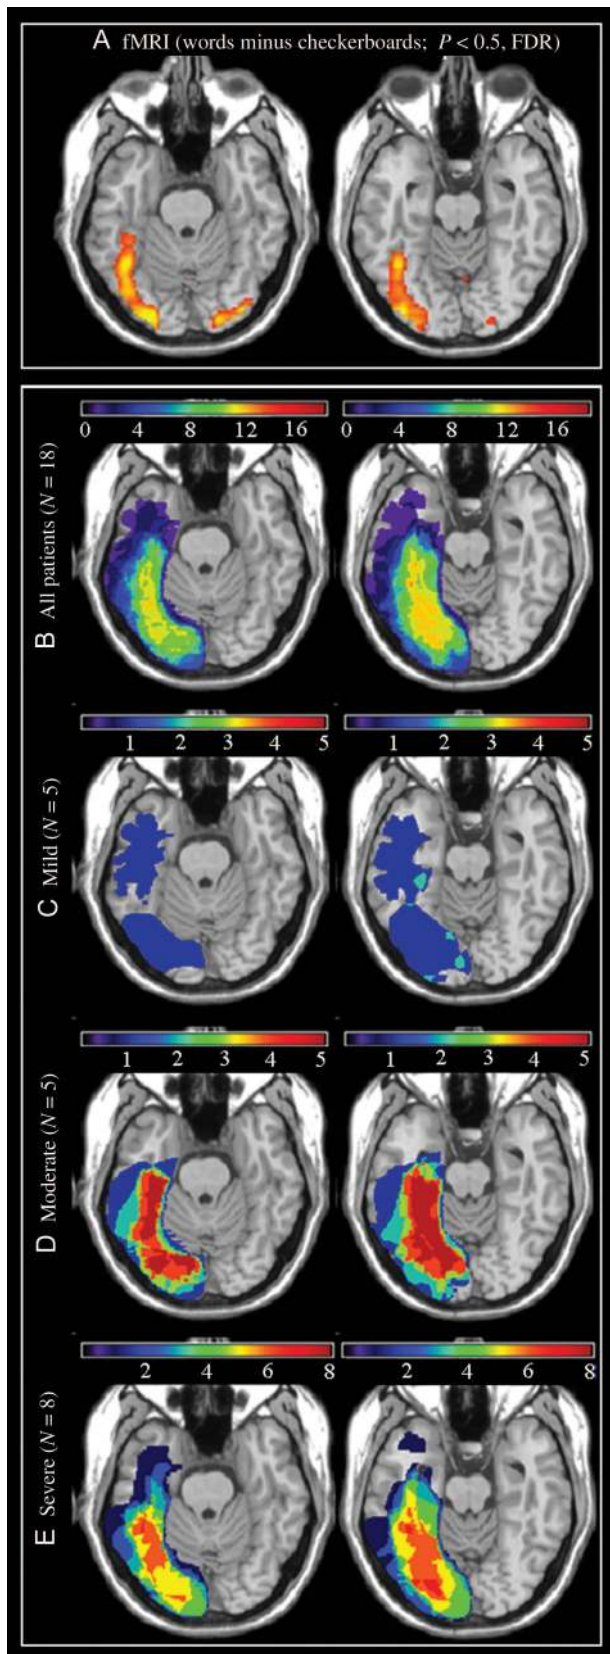 A fMRI (words minus checkerboards; P < 0.5, FDR)
0 4 8 12 16 0 4 8 12 16
B All patients (N = 18)
1 2 3 4 5 1 2 3 4 5
C Mild (N = 5)
1 2 3 4 5 1 2 3 4 5
D Moderate (N = 5)
2 4 6 8 2 4 6 8
E Severe (N = 8)